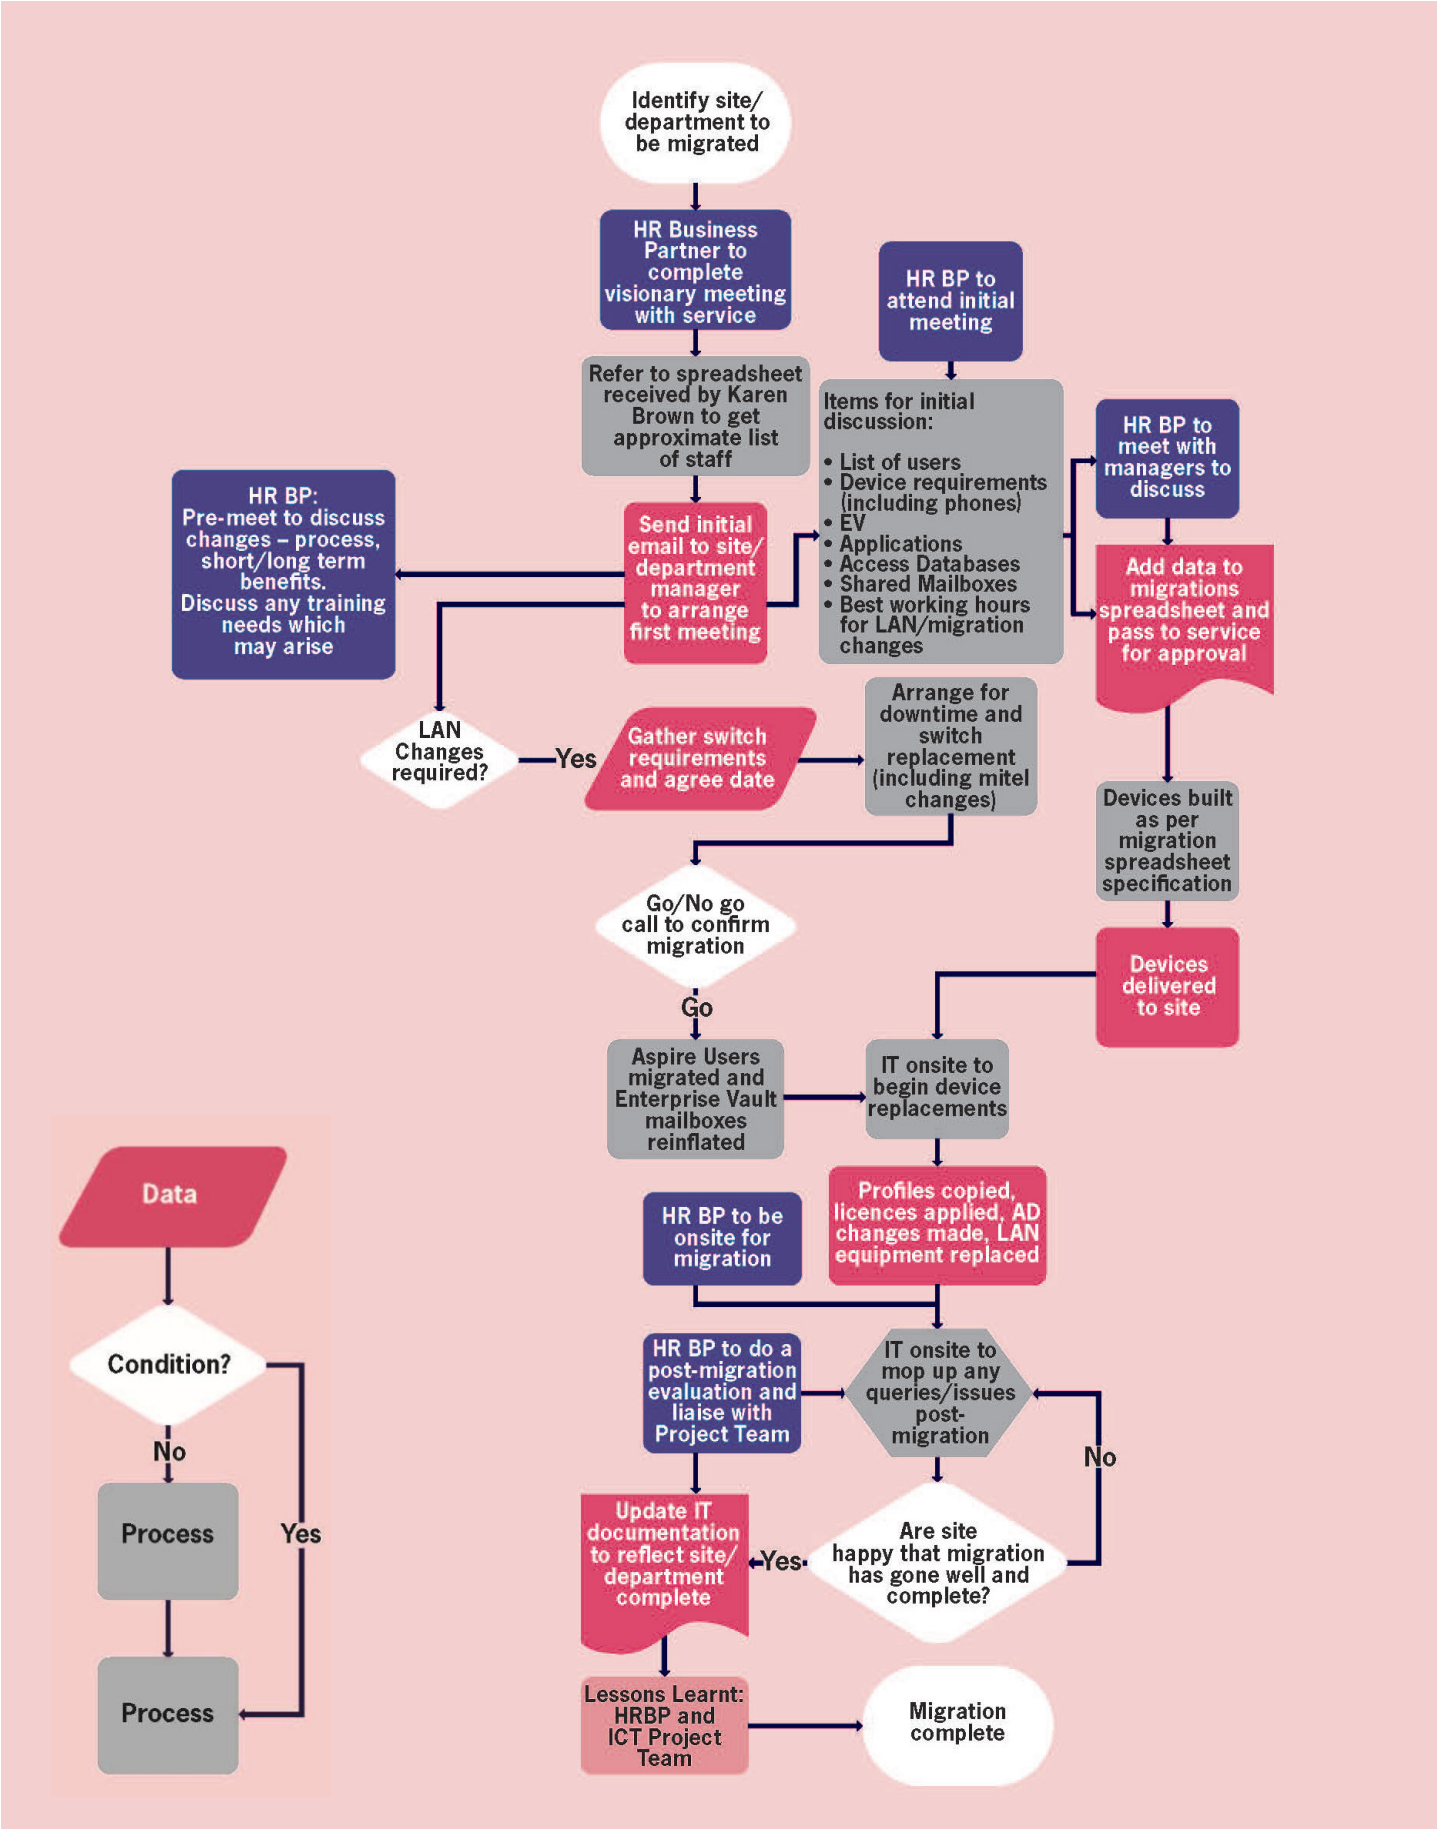 Identify site/
department to
be migrated
HR Business
Partner to
complete
visionary meeting
with service
HR BP to
attend initial
meeting
Refer to spreadsheet
received by Karen
Brown to get
approximate list
of staff
Items for initial
discussion:
• List of users
• Device requirements
(including phones)
• EV
• Applications
• Access Databases
• Shared Mailboxes
• Best working hours
for LAN/migration
changes
HR BP to
meet with
managers to
discuss
HR BP:
Pre-meet to discuss
changes – process,
short/long term
benefits.
Discuss any training
needs which
may arise
Send initial
email to site/
department
manager
to arrange
first meeting
Add data to
migrations
spreadsheet and
pass to service
for approval
LAN
Changes
required?
Yes
Gather switch
requirements
and agree date
Arrange for
downtime and
switch
replacement
(including mitel
changes)
Devices built
as per
migration
spreadsheet
specification
Go/No go
call to confirm
migration
Go
Devices
delivered
to site
Aspire Users
migrated and
Enterprise Vault
mailboxes
reinflated
IT onsite to
begin device
replacements
HR BP to be
onsite for
migration
Profiles copied,
licences applied, AD
changes made, LAN
equipment replaced
HR BP to do a
post-migration
evaluation and
liaise with
Project Team
IT onsite to
mop up any
queries/issues
post-
migration
No
Update IT
documentation
to reflect site/
department
complete
Yes
Are site
happy that migration
has gone well and
complete?
Lessons Learnt:
HRBP and
ICT Project
Team
Migration
complete
Data
Condition?
No
Process
Yes
Process